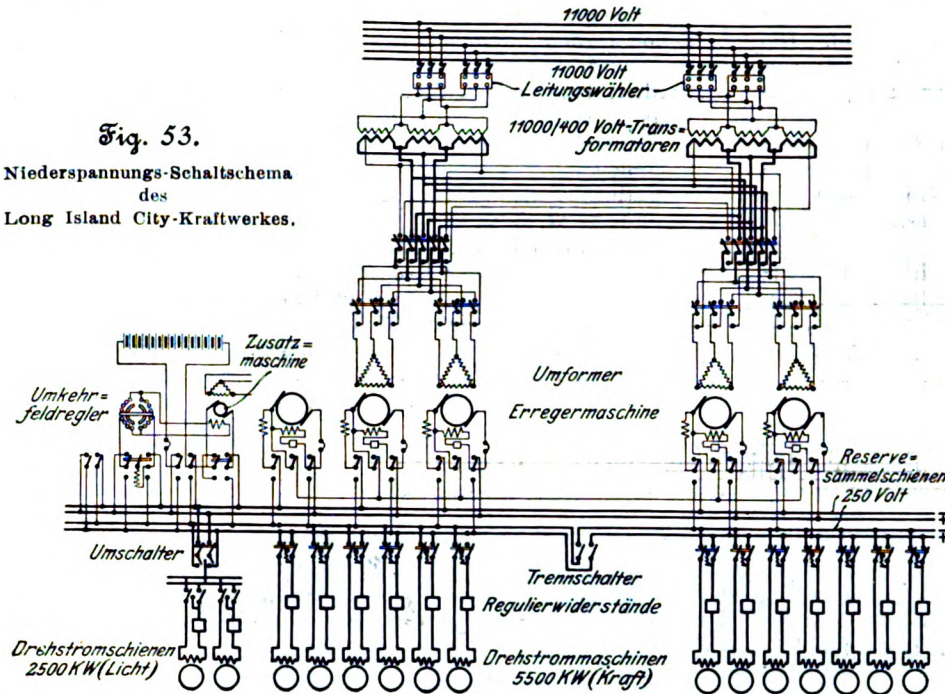 11000 Volt
11000 Volt
Leitungswähler
Fig. 53.
Niederspannungs-Schaltschema
des
Long Island City-Kraftwerkes.
11000/400 Volt-Trans=
formatoren
Zusatz=
maschine
Umkehr=
feldregler
Umformer
Erregermaschine
Reserve=
sammelschienen
250 Volt
Umschalter
Trennschalter
Regulierwiderstände
Drehstromschienen
2500 KW (Licht)
Drehstrommaschinen
5500 KW (Kraft)